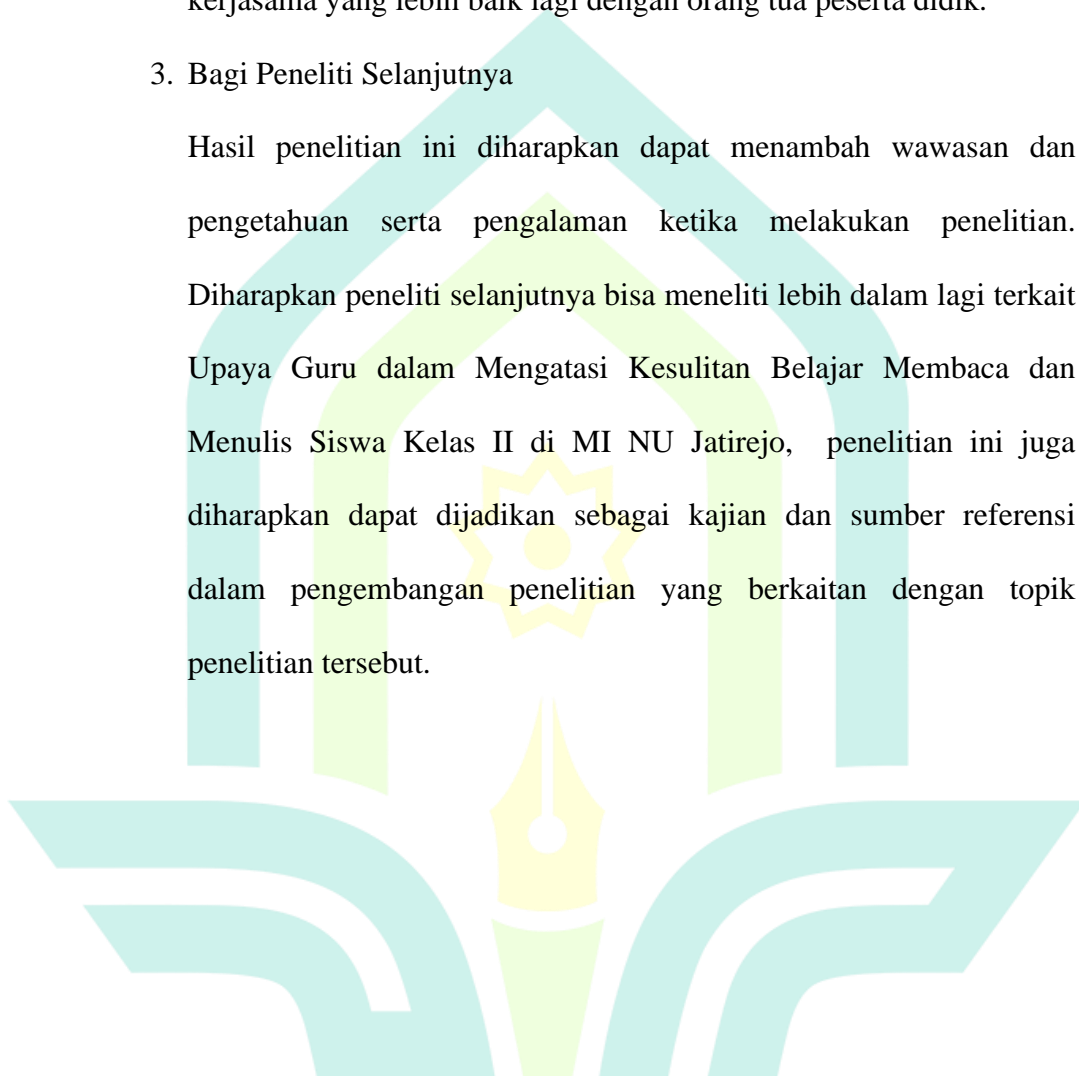 kerjasama yang lebih baik lagi dengan orang tua peserta didik.
3. Bagi Peneliti Selanjutnya
Hasil penelitian ini diharapkan dapat menambah wawasan dan
pengetahuan serta pengalaman ketika melakukan penelitian.
Diharapkan peneliti selanjutnya bisa meneliti lebih dalam lagi terkait
Upaya Guru dalam Mengatasi Kesulitan Belajar Membaca dan
Menulis Siswa Kelas II di MI NU Jatirejo, penelitian ini juga
diharapkan dapat dijadikan sebagai kajian dan sumber referensi
dalam pengembangan penelitian yang berkaitan dengan topik
penelitian tersebut.